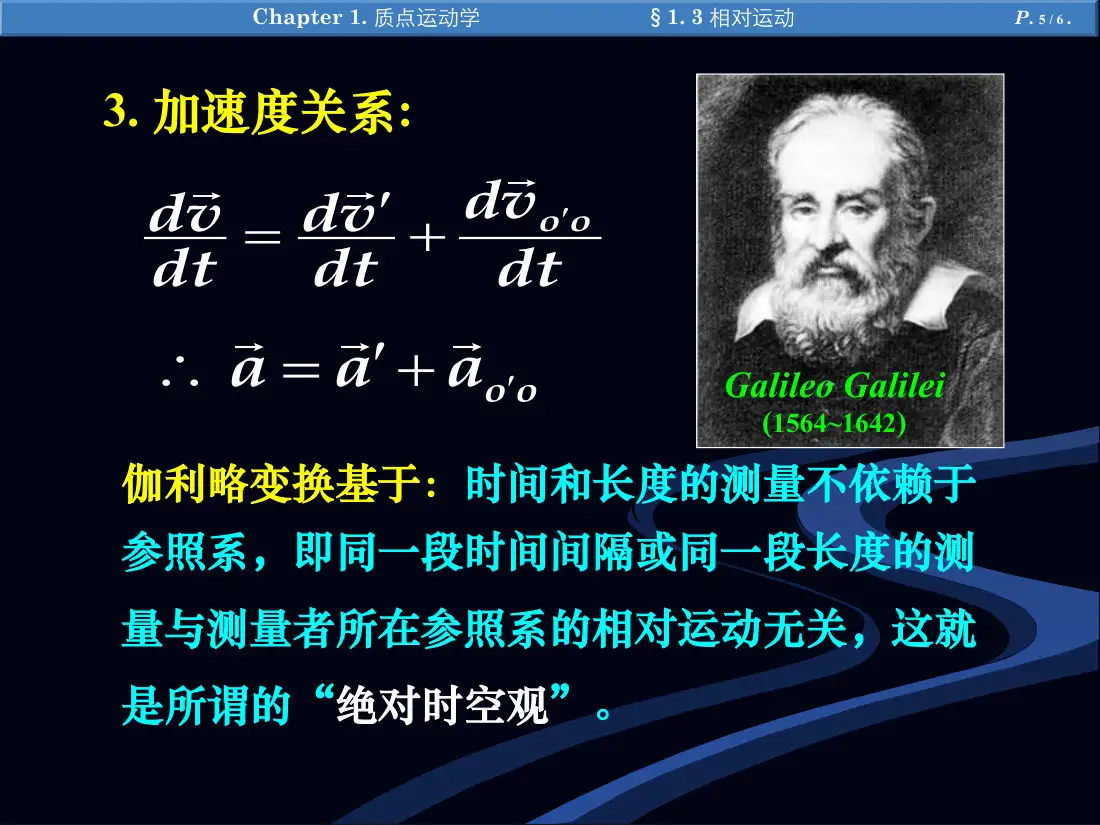 Chapter 1. 质点运动学 §1.3 相对运动 P. 5 / 6 .
3. 加速度关系:
dv⃗/dt = dv⃗′/dt + dv⃗o′o/dt
∴ a⃗ = a⃗′ + a⃗o′o
Galileo Galilei
(1564~1642)
伽利略变换基于：时间和长度的测量不依赖于
参照系，即同一段时间间隔或同一段长度的测
量与测量者所在参照系的相对运动无关，这就
是所谓的“绝对时空观”。